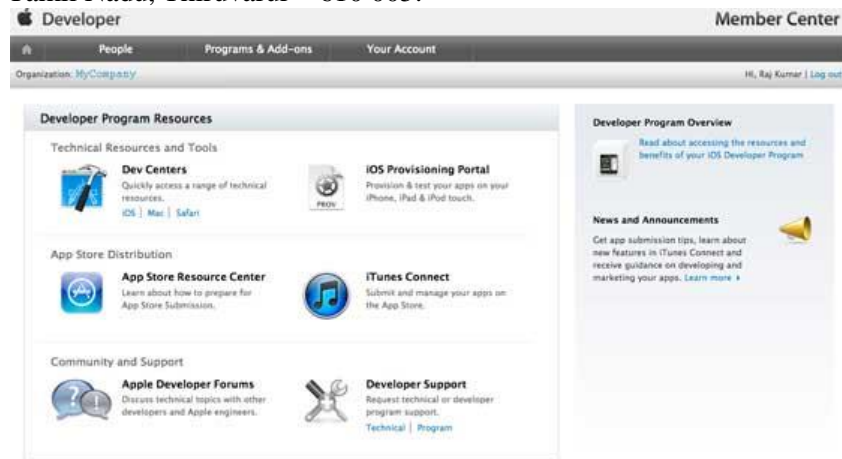 Tamil Nadu, Thiruvarur – 610 005.
Developer
Member Center
People Programs & Add-ons Your Account
Organization: MyCompany
Hi, Raj Kumar | Log out
Developer Program Resources
Technical Resources and Tools
Dev Centers
Quickly access a range of technical
resources.
iOS | Mac | Safari
PROV
iOS Provisioning Portal
Provision & test your apps on your
iPhone, iPad & iPod touch.
App Store Distribution
App Store Resource Center
Learn about how to prepare for
App Store Submission.
iTunes Connect
Submit and manage your apps on
the App Store.
Community and Support
Apple Developer Forums
Discuss technical topics with other
developers and Apple engineers.
Developer Support
Request technical or developer
program support.
Technical | Program
Developer Program Overview
Read about accessing the resources and
benefits of your iOS Developer Program
News and Announcements
Get app submission tips, learn about
new features in iTunes Connect and
receive guidance on developing and
marketing your apps. Learn more